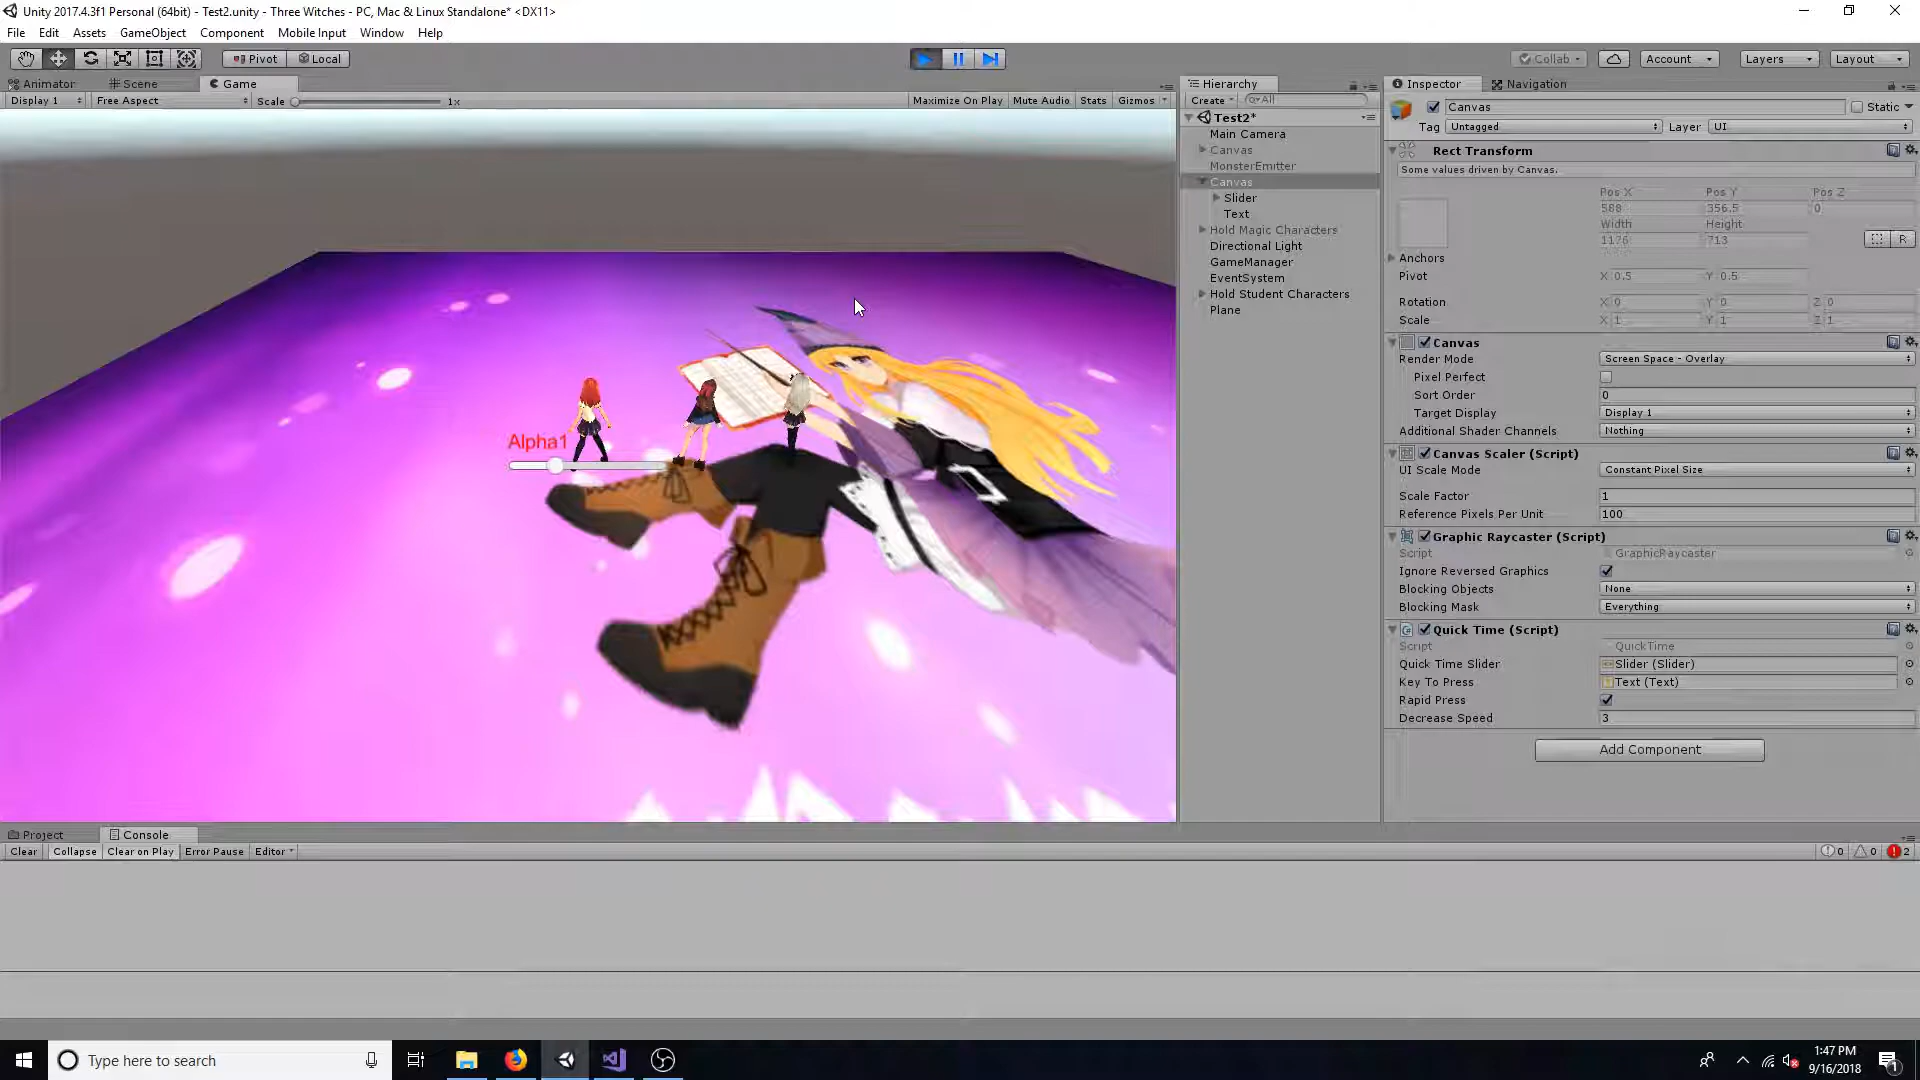 Unity 2017.4.3f1 Personal (64bit) - Test2.unity - Three Witches - PC, Mac & Linux Standalone* <DX11>
File Edit Assets GameObject Component Mobile Input Window Help
Pivot Local Collab Account Layers Layout
Animator Scene Game Hierarchy Inspector Navigation
Display 1 Free Aspect Scale 1x Maximize On Play Mute Audio Stats Gizmos Create All
Test2*
Main Camera
Canvas
MonsterEmitter
Canvas
Slider
Text
Hold Magic Characters
Directional Light
GameManager
EventSystem
Hold Student Characters
Plane
Canvas Static
Tag Untagged Layer UI
Rect Transform
Some values driven by Canvas.
Pos X Pos Y Pos Z
588 356.5 0
Width Height
1176 713
R
Anchors
Pivot X 0.5 Y 0.5
Rotation X 0 Y 0 Z 0
Scale X 1 Y 1 Z 1
Canvas
Render Mode Screen Space - Overlay
Pixel Perfect
Sort Order 0
Target Display Display 1
Additional Shader Channels Nothing
Canvas Scaler (Script)
UI Scale Mode Constant Pixel Size
Scale Factor 1
Reference Pixels Per Unit 100
Graphic Raycaster (Script)
Script GraphicRaycaster
Ignore Reversed Graphics
Blocking Objects None
Blocking Mask Everything
Quick Time (Script)
Script QuickTime
Quick Time Slider Slider (Slider)
Key To Press Text (Text)
Rapid Press
Decrease Speed 3
Add Component
Alpha1
Project Console
Clear Collapse Clear on Play Error Pause Editor 0 0 2
Type here to search
1:47 PM
9/16/2018
1